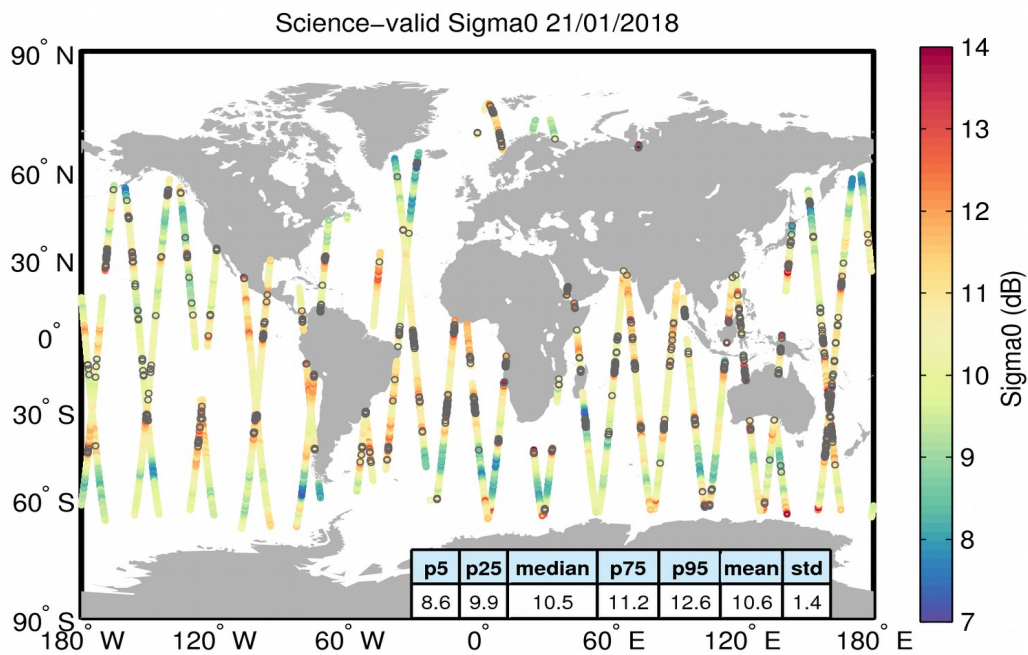 Science−valid Sigma0 21/01/2018
90° N
60° N
30° N
0°
30° S
60° S
90° S
180° W
120° W
60° W
0°
60° E
120° E
180° E
p5 p25 median p75 p95 mean std
8.6 9.9 10.5 11.2 12.6 10.6 1.4
14
13
12
11
10
9
8
7
Sigma0 (dB)